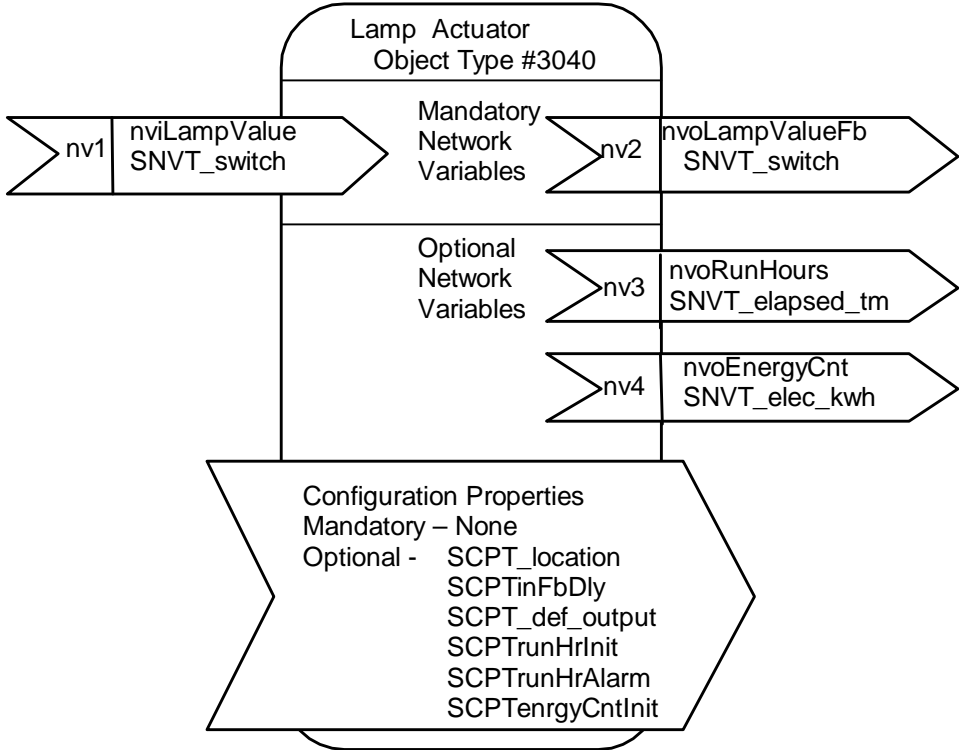 Lamp Actuator
Object Type #3040
Mandatory
Network
Variables
nv1
nviLampValue
SNVT_switch
nv2
nvoLampValueFb
SNVT_switch
Optional
Network
Variables
nv3
nvoRunHours
SNVT_elapsed_tm
nv4
nvoEnergyCnt
SNVT_elec_kwh
Configuration Properties
Mandatory – None
Optional - SCPT_location
SCPTinFbDly
SCPT_def_output
SCPTrunHrInit
SCPTrunHrAlarm
SCPTenrgyCntInit